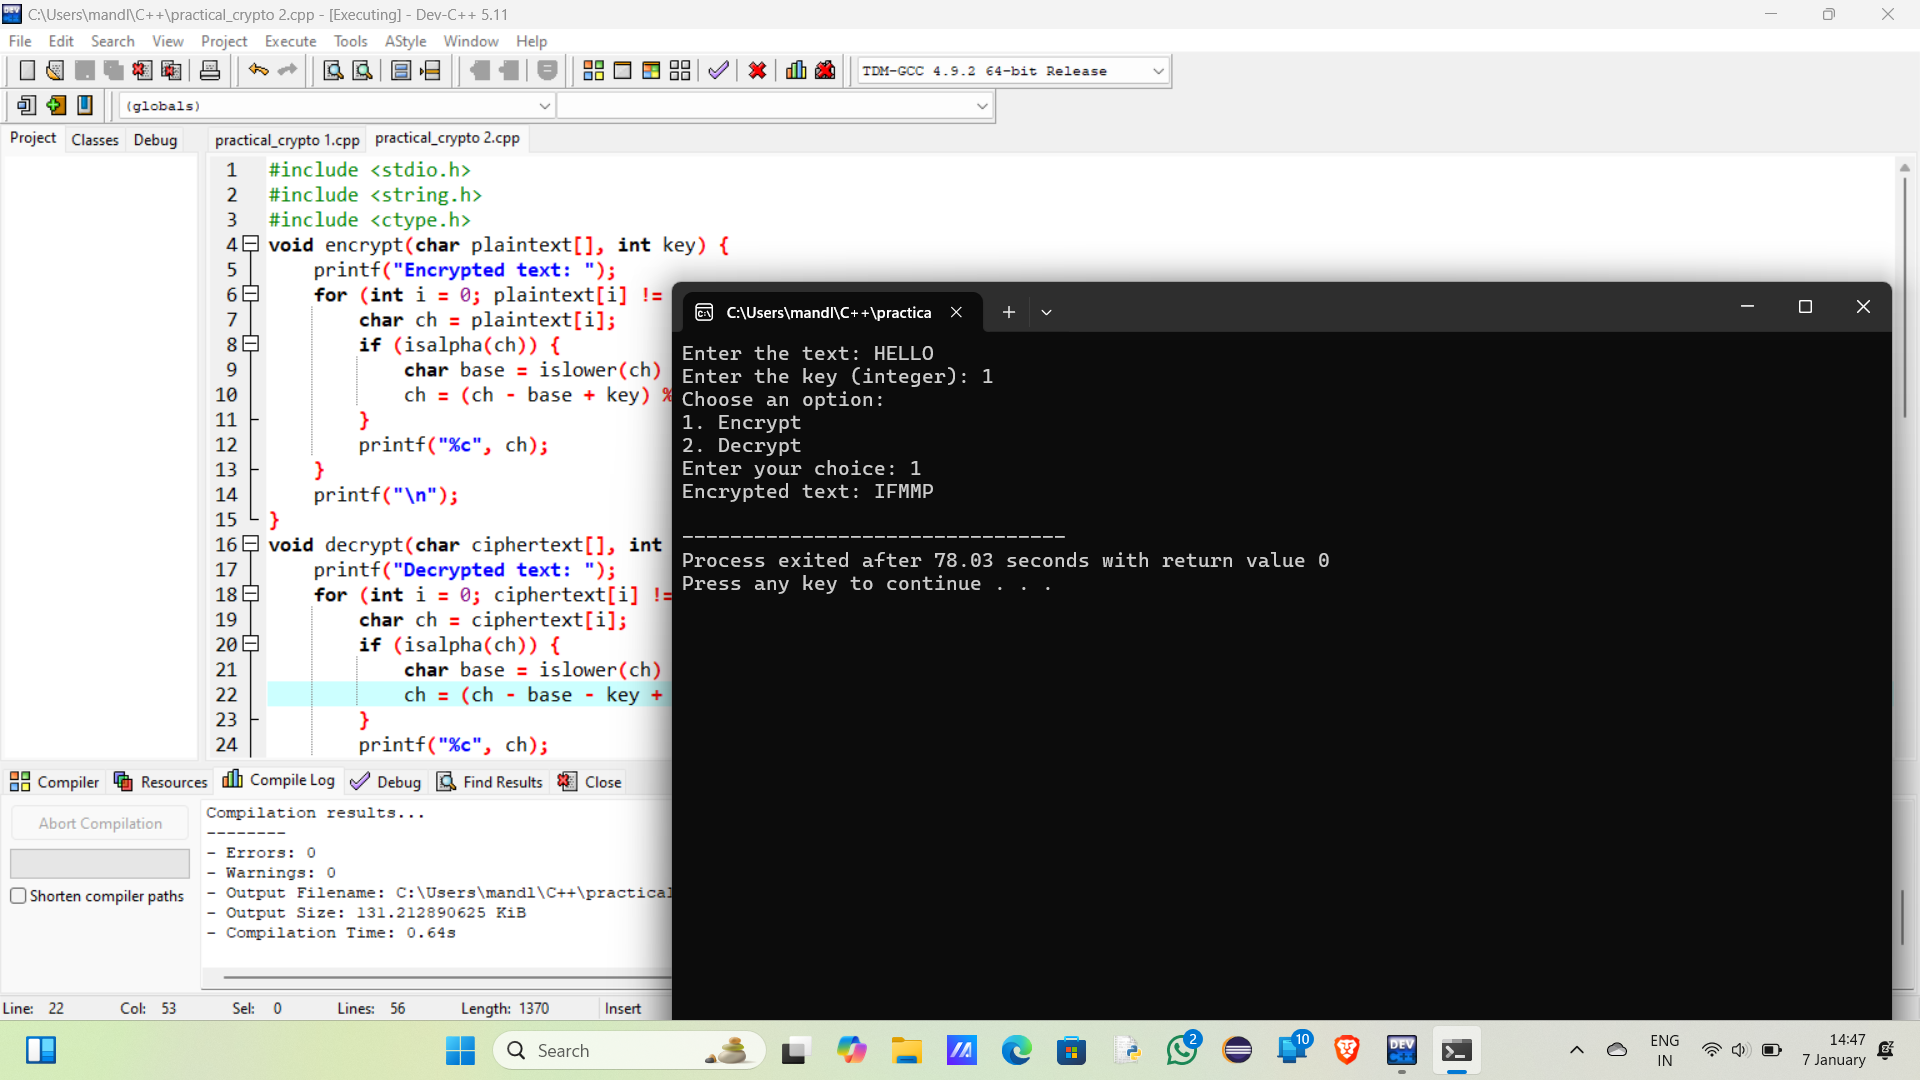 C:\Users\mandl\C++\practical_crypto 2.cpp - [Executing] - Dev-C++ 5.11
File Edit Search View Project Execute Tools AStyle Window Help
TDM-GCC 4.9.2 64-bit Release
(globals)
Project Classes Debug practical_crypto 1.cpp practical_crypto 2.cpp
1 #include <stdio.h>
2 #include <string.h>
3 #include <ctype.h>
4 void encrypt(char plaintext[], int key) {
5 printf("Encrypted text: ");
6 for (int i = 0; plaintext[i] !=
7 char ch = plaintext[i];
8 if (isalpha(ch)) {
9 char base = islower(ch)
10 ch = (ch - base + key) %
11 }
12 printf("%c", ch);
13 }
14 printf("\n");
15 }
16 void decrypt(char ciphertext[], int
17 printf("Decrypted text: ");
18 for (int i = 0; ciphertext[i] !=
19 char ch = ciphertext[i];
20 if (isalpha(ch)) {
21 char base = islower(ch)
22 ch = (ch - base - key +
23 }
24 printf("%c", ch);
C:\Users\mandl\C++\practica
Enter the text: HELLO
Enter the key (integer): 1
Choose an option:
1. Encrypt
2. Decrypt
Enter your choice: 1
Encrypted text: IFMMP
--------------------------------
Process exited after 78.03 seconds with return value 0
Press any key to continue . . .
Compiler Resources Compile Log Debug Find Results Close
Abort Compilation
Shorten compiler paths
Compilation results...
--------
- Errors: 0
- Warnings: 0
- Output Filename: C:\Users\mandl\C++\practical
- Output Size: 131.212890625 KiB
- Compilation Time: 0.64s
Line: 22 Col: 53 Sel: 0 Lines: 56 Length: 1370 Insert
Search
2
10
DEV
ENG
IN
14:47
7 January